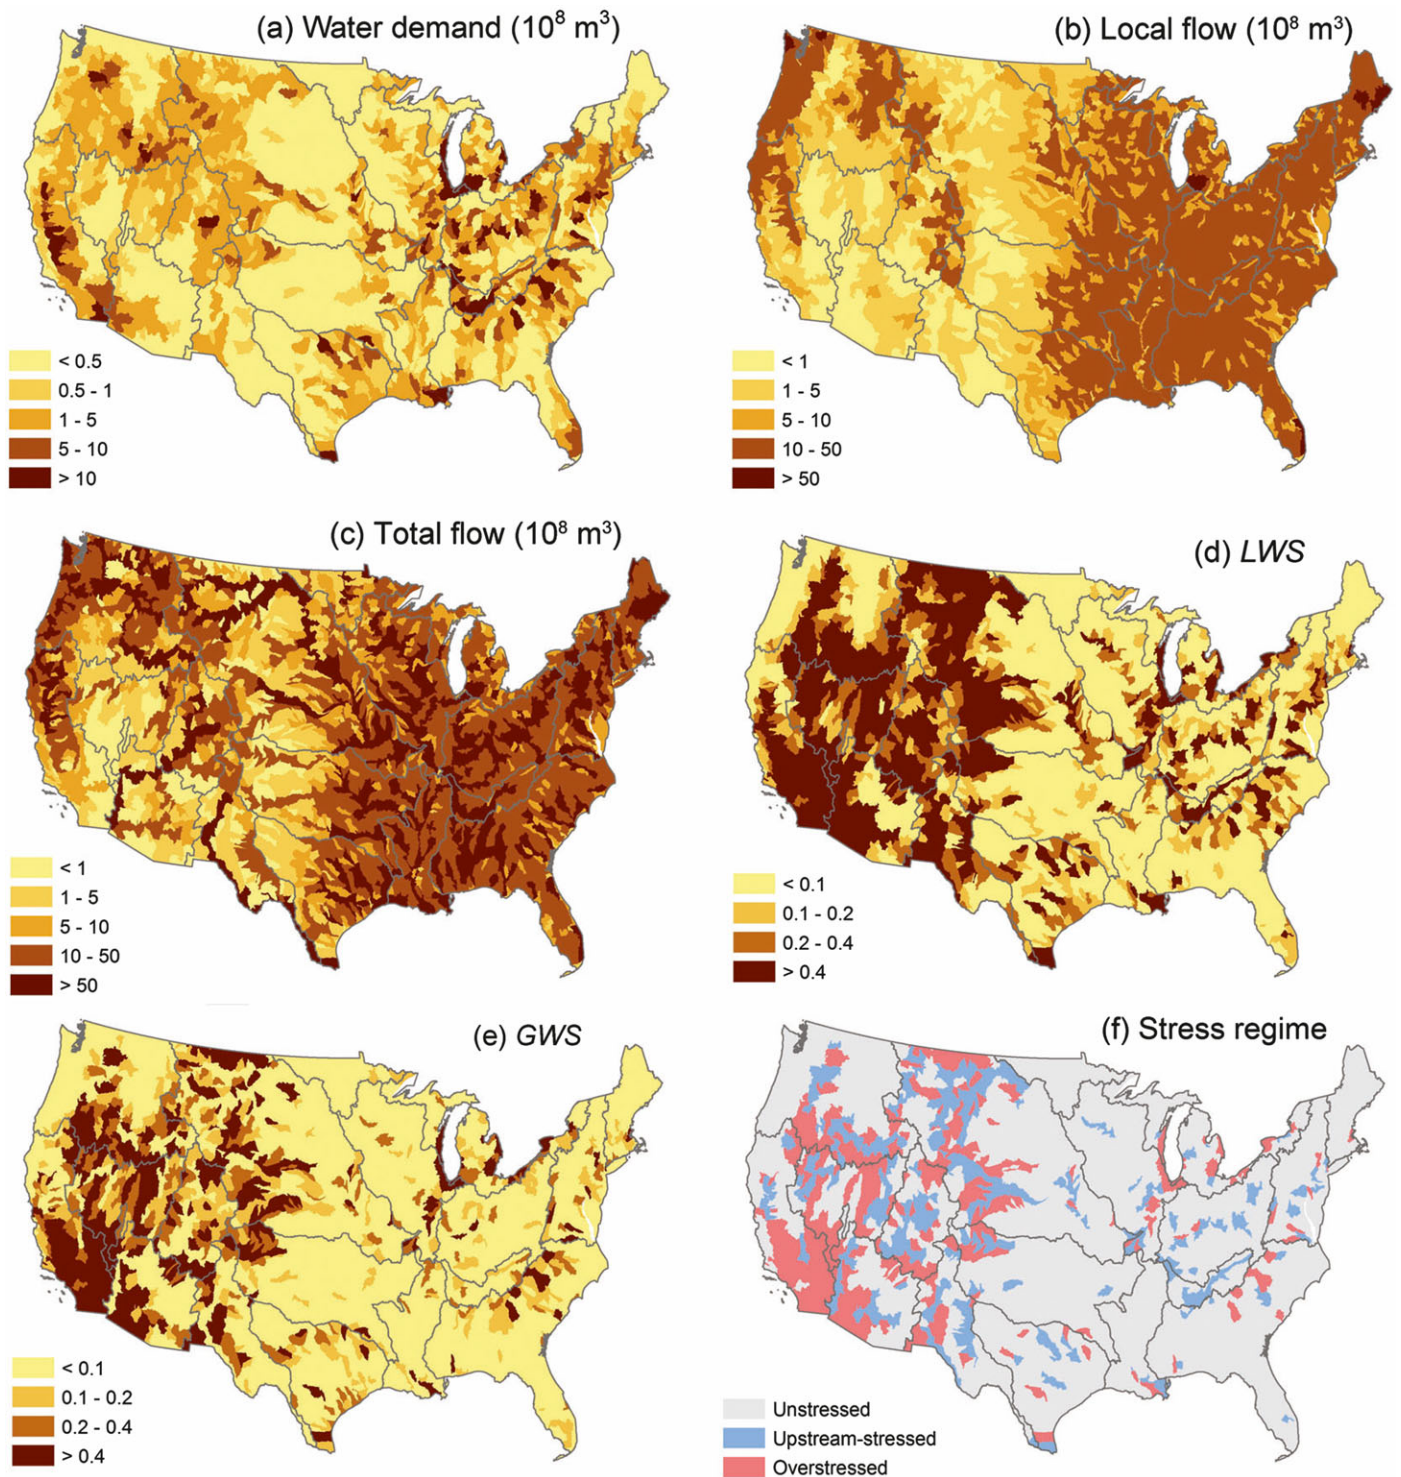 (a) Water demand (10⁸ m³)
< 0.5
0.5 - 1
1 - 5
5 - 10
> 10
(b) Local flow (10⁸ m³)
< 1
1 - 5
5 - 10
10 - 50
> 50
(c) Total flow (10⁸ m³)
< 1
1 - 5
5 - 10
10 - 50
> 50
(d) LWS
< 0.1
0.1 - 0.2
0.2 - 0.4
> 0.4
(e) GWS
< 0.1
0.1 - 0.2
0.2 - 0.4
> 0.4
(f) Stress regime
Unstressed
Upstream-stressed
Overstressed